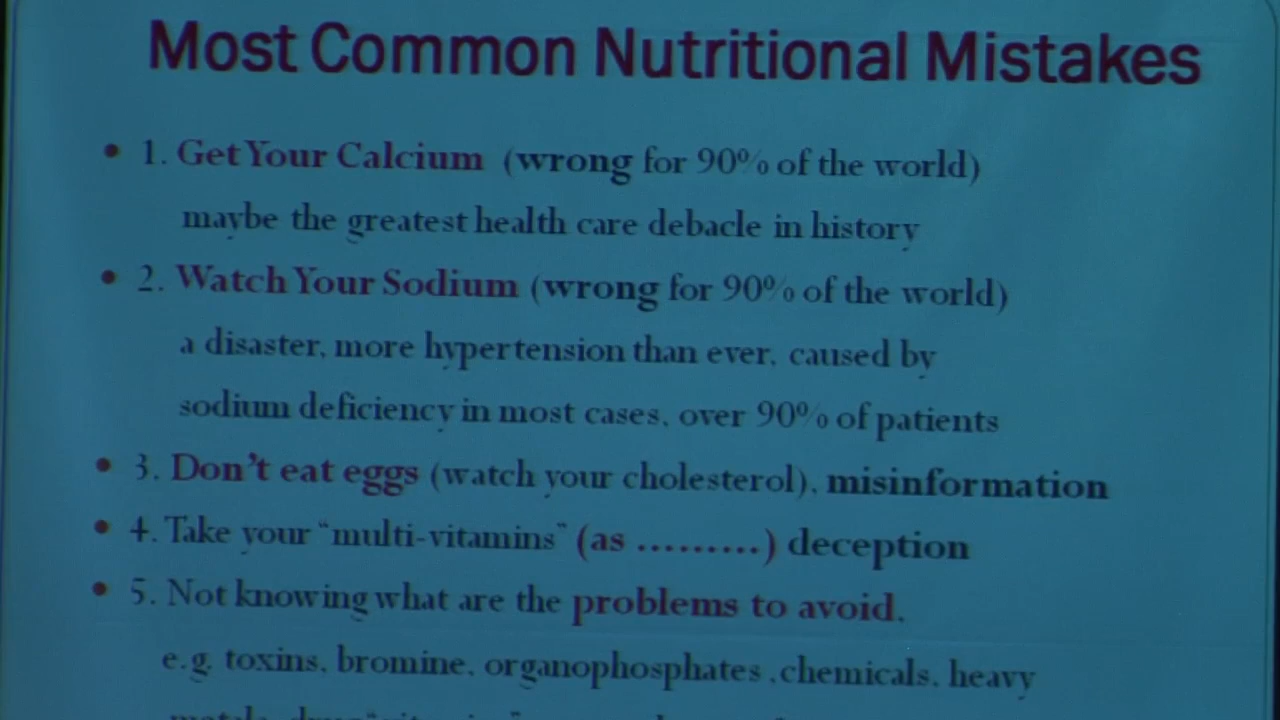 Most Common Nutritional Mistakes
• 1. Get Your Calcium (wrong for 90% of the world)
maybe the greatest health care debacle in history
• 2. Watch Your Sodium (wrong for 90% of the world)
a disaster, more hypertension than ever, caused by
sodium deficiency in most cases, over 90% of patients
• 3. Don't eat eggs (watch your cholesterol), misinformation
• 4. Take your "multi-vitamins" (as .........) deception
• 5. Not knowing what are the problems to avoid.
e.g. toxins, bromine, organophosphates ,chemicals, heavy